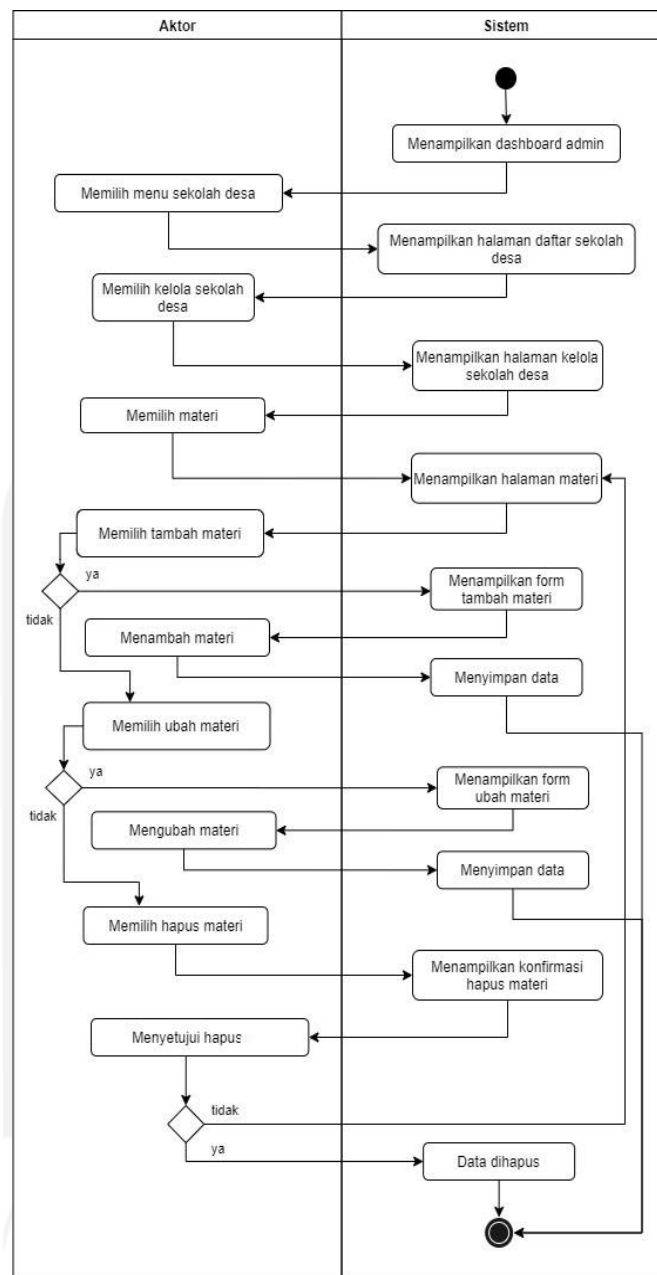 Aktor
Sistem
Menampilkan dashboard admin
Memilih menu sekolah desa
Menampilkan halaman daftar sekolah
desa
Memilih kelola sekolah
desa
Menampilkan halaman kelola
sekolah desa
Memilih materi
Menampilkan halaman materi
Memilih tambah materi
ya
Menampilkan form
tambah materi
tidak
Menambah materi
Menyimpan data
Memilih ubah materi
ya
Menampilkan form
ubah materi
tidak
Mengubah materi
Menyimpan data
Memilih hapus materi
Menampilkan konfirmasi
hapus materi
Menyetujui hapus
tidak
ya
Data dihapus